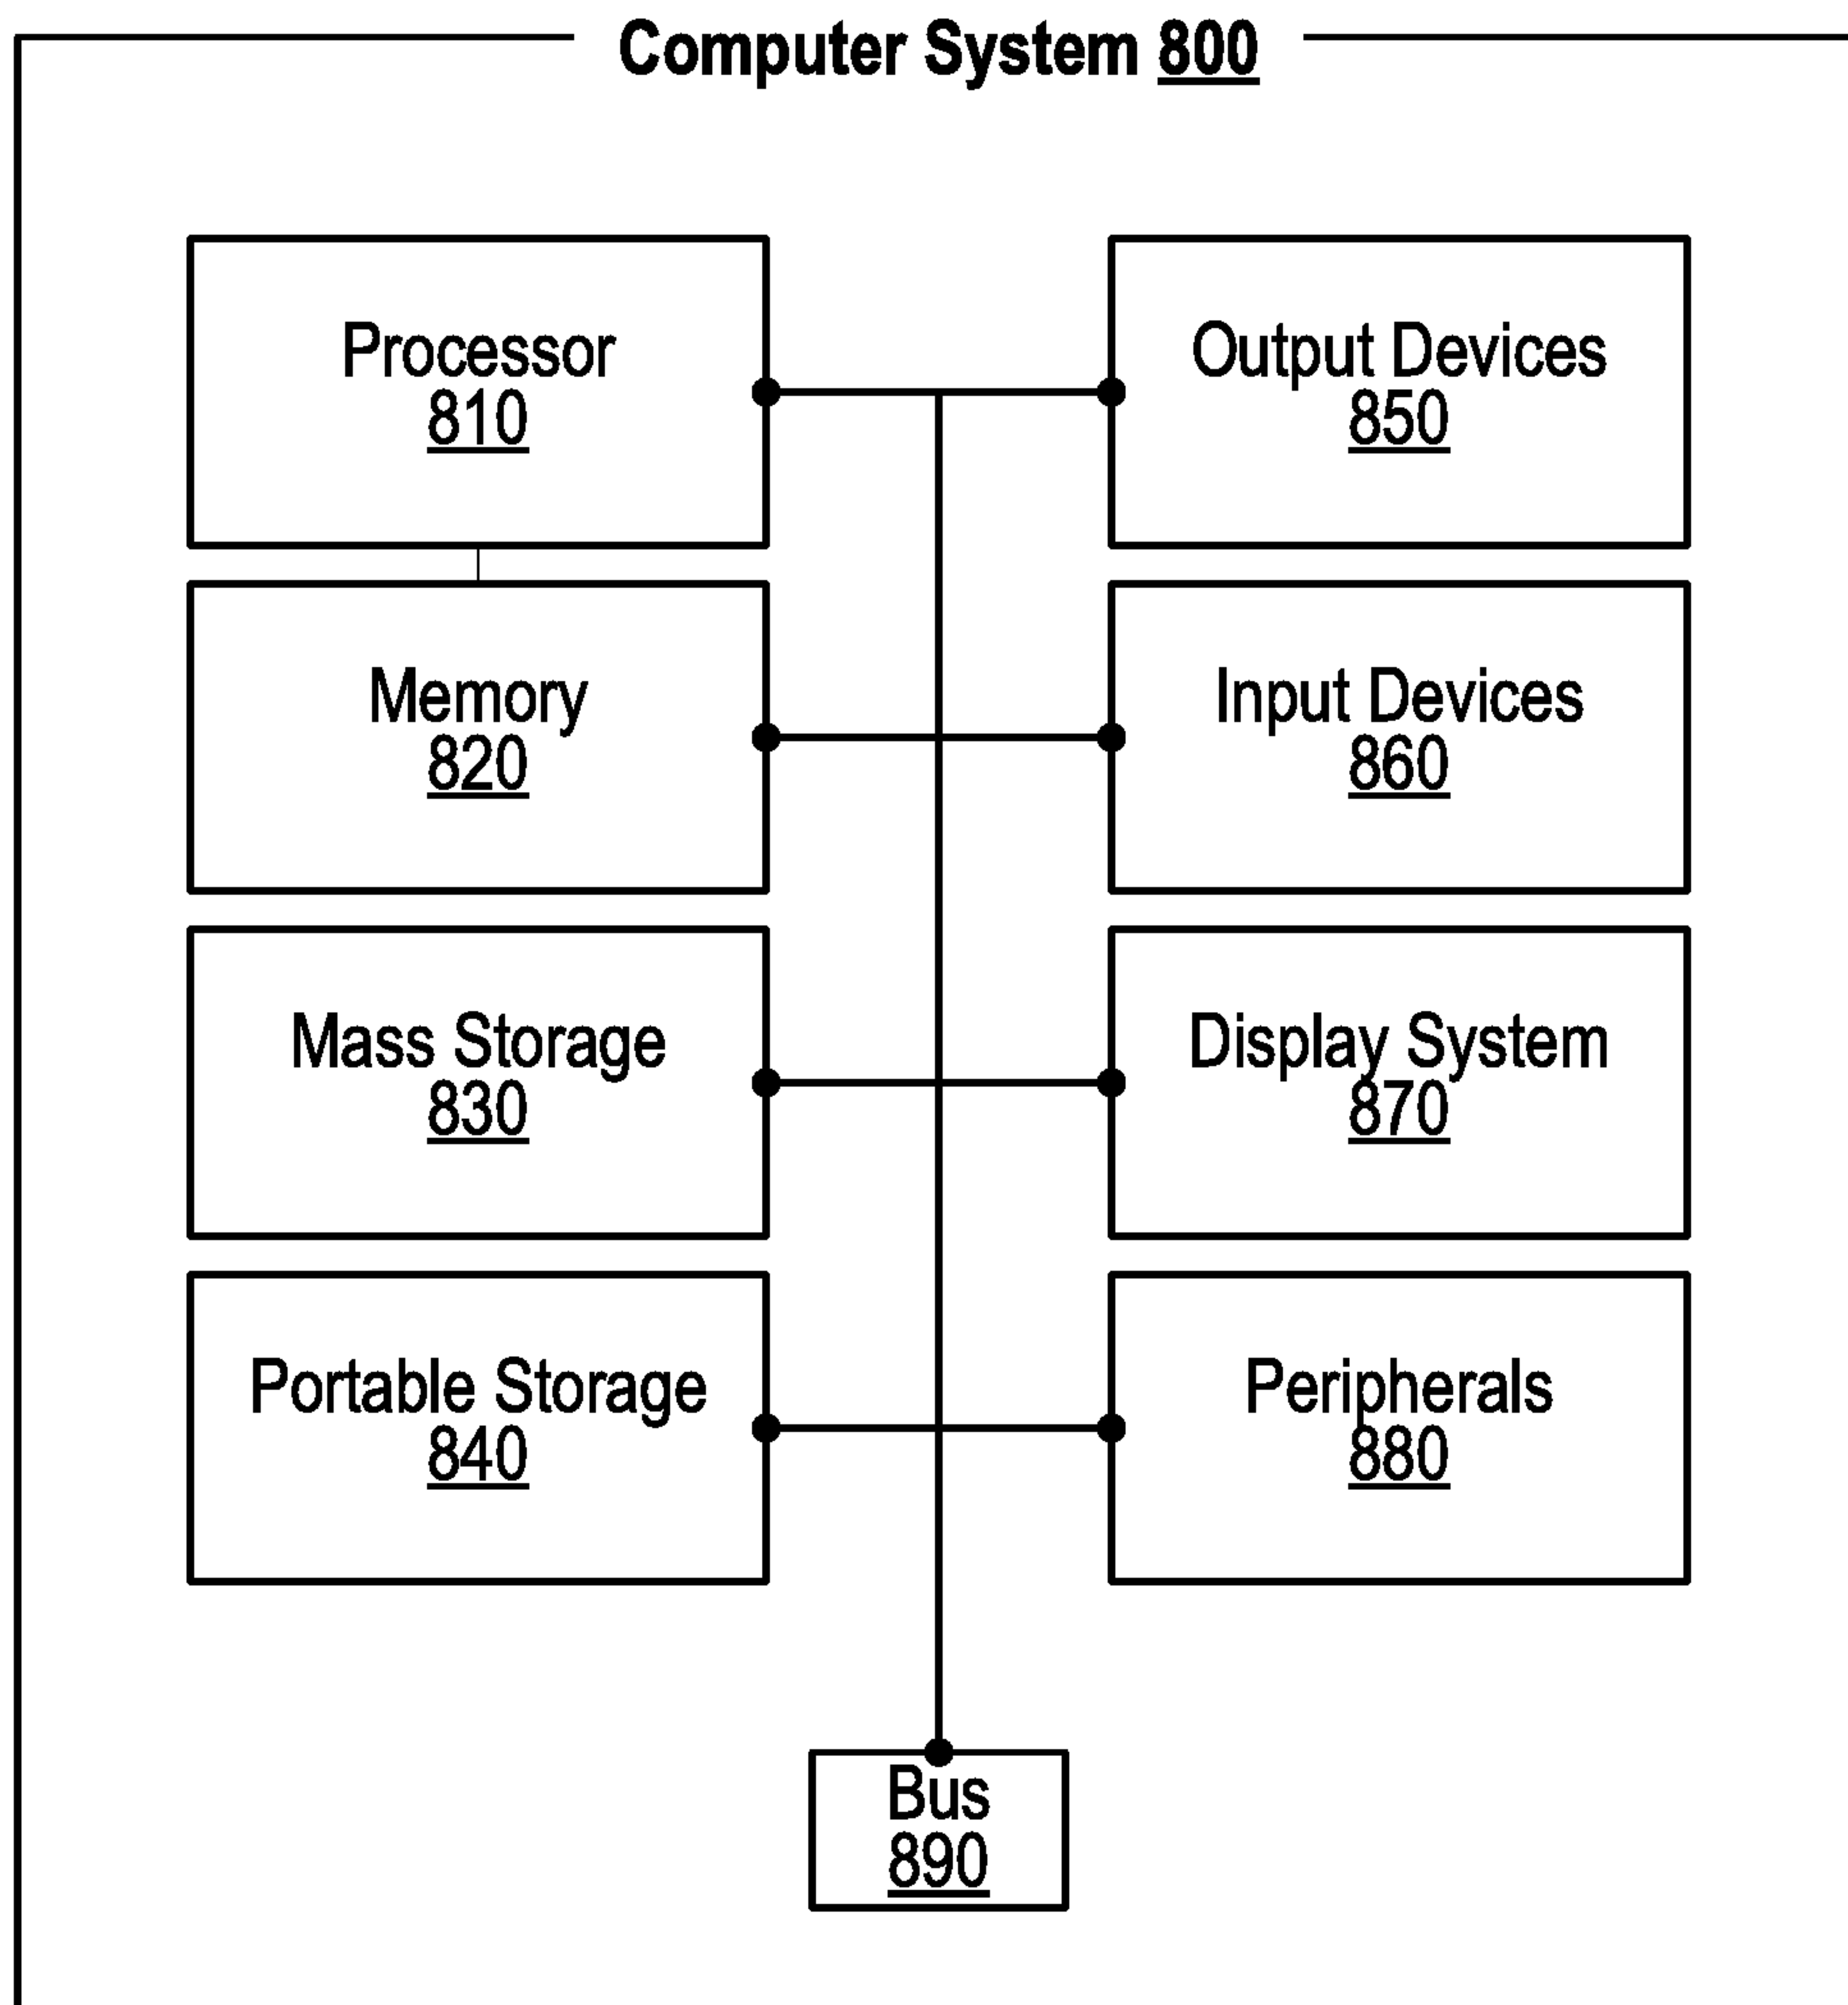 Computer System 800
Processor
810
Output Devices
850
Memory
820
Input Devices
860
Mass Storage
830
Display System
870
Portable Storage
840
Peripherals
880
Bus
890